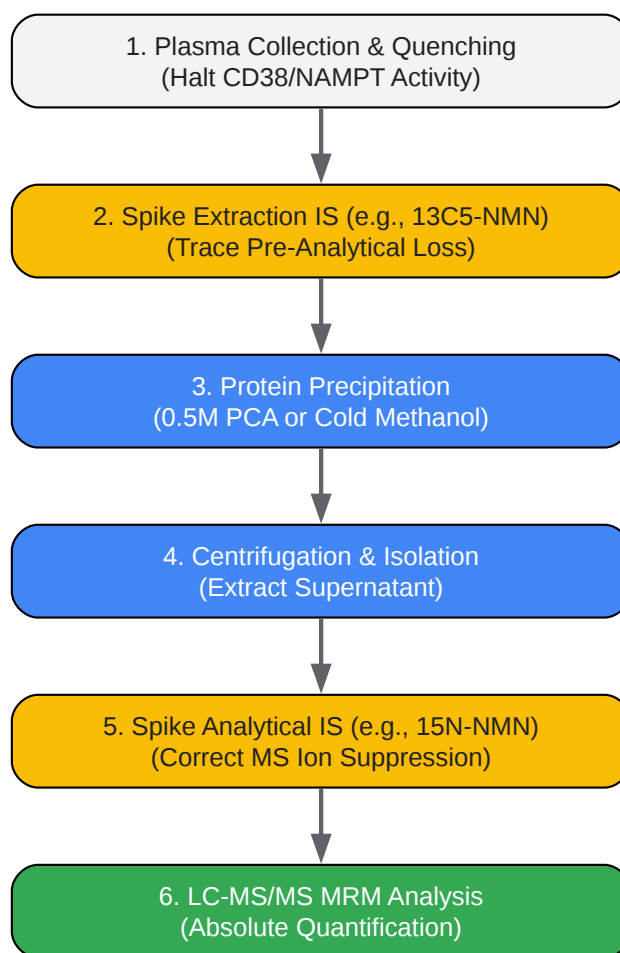 1. Plasma Collection & Quenching
(Halt CD38/NAMPT Activity)
2. Spike Extraction IS (e.g., 13C5-NMN)
(Trace Pre-Analytical Loss)
3. Protein Precipitation
(0.5M PCA or Cold Methanol)
4. Centrifugation & Isolation
(Extract Supernatant)
5. Spike Analytical IS (e.g., 15N-NMN)
(Correct MS Ion Suppression)
6. LC-MS/MS MRM Analysis
(Absolute Quantification)